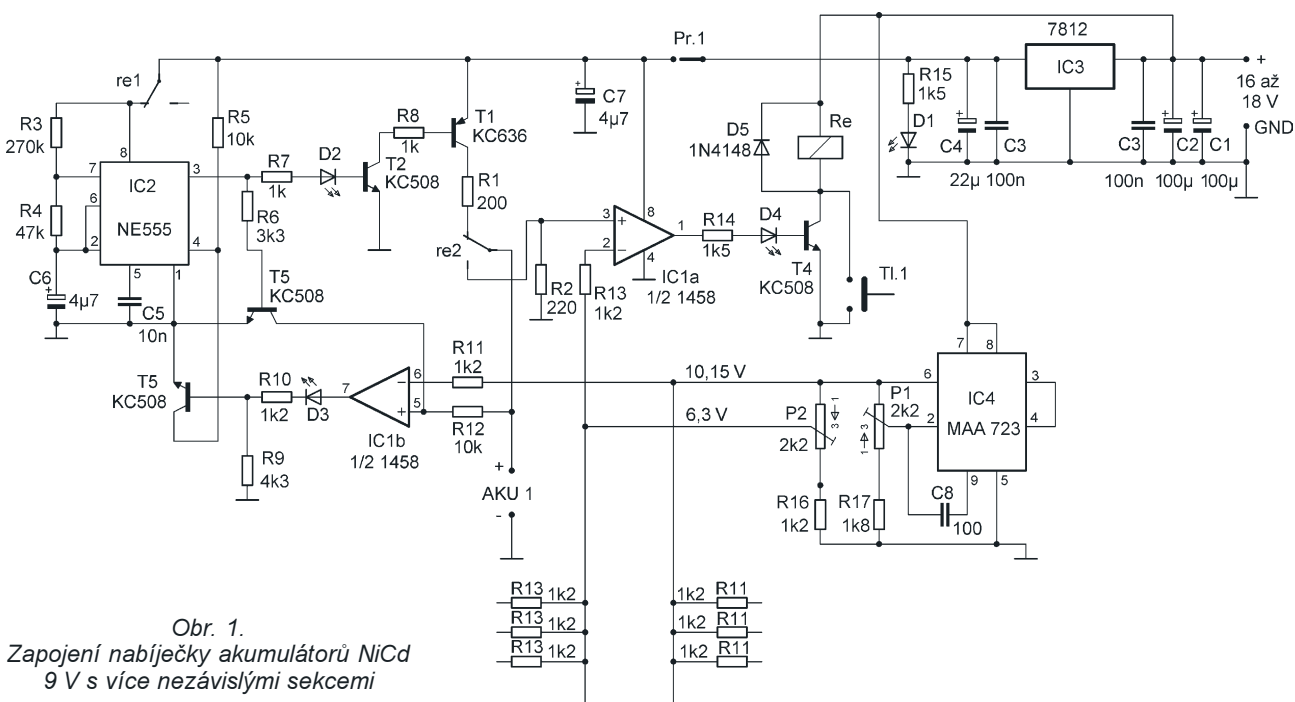 7812
IC3
Pr.1
+
16 až
18 V
GND
re1
R3
270k
R5
10k
R8
1k
T1
KC636
+
C7
4µ7
D5
1N4148
Re
R15
1k5
D1
+
C4
22µ
C3
100n
C3
100n
+
C2
100µ
+
C1
100µ
8
7
6
2
IC2
NE555
3
4
5
1
R7
1k
D2
T2
KC508
R1
200
R4
47k
R6
3k3
re2
3
+
2
−
8
1
4
IC1a
1/2 1458
R14
1k5
D4
T4
KC508
Tl.1
C6
+
4µ7
C5
10n
T5
KC508
R2
220
R13
1k2
T5
KC508
R10
1k2
D3
7
6
−
5
+
IC1b
1/2 1458
R11
1k2
R12
10k
10,15 V
6,3 V
P2
2k2
3
1
P1
2k2
1
3
7
8
6
3
2
4
9
5
IC4
MAA 723
R9
4k3
+
AKU 1
-
R16
1k2
R17
1k8
C8
100
R13
1k2
R13
1k2
R13
1k2
1k2
R11
1k2
R11
1k2
R11
Obr. 1.
Zapojení nabíječky akumulátorů NiCd
9 V s více nezávislými sekcemi